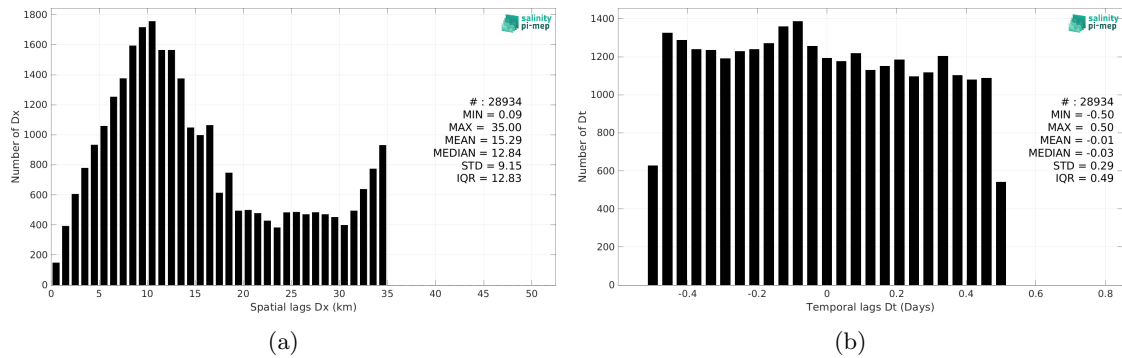 1800
1600
1400
1200
1000
800
600
400
200
0
Number of Dx
salinity
pi-mep
# : 28934
MIN = 0.09
MAX = 35.00
MEAN = 15.29
MEDIAN = 12.84
STD = 9.15
IQR = 12.83
0 5 10 15 20 25 30 35 40 45 50
Spatial lags Dx (km)
(a)
1400
1200
1000
800
600
400
200
0
Number of Dt
salinity
pi-mep
# : 28934
MIN = -0.50
MAX = 0.50
MEAN = -0.01
MEDIAN = -0.03
STD = 0.29
IQR = 0.49
-0.4 -0.2 0 0.2 0.4 0.6 0.8
Temporal lags Dt (Days)
(b)